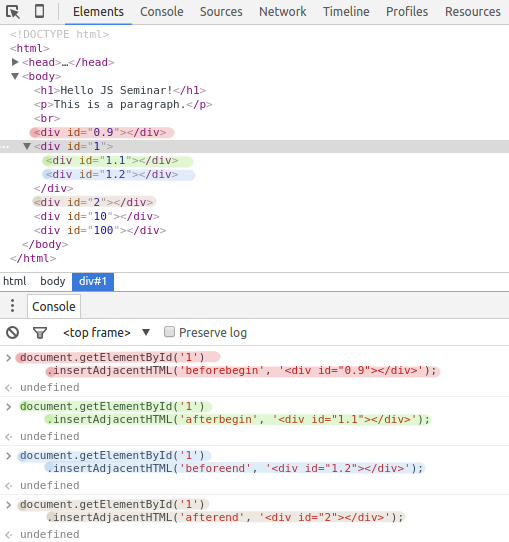 Elements Console Sources Network Timeline Profiles Resources
<!DOCTYPE html>
<html>
<head>…</head>
<body>
<h1>Hello JS Seminar!</h1>
<p>This is a paragraph.</p>
<br>
<div id="0.9"></div>
<div id="1">
<div id="1.1"></div>
<div id="1.2"></div>
</div>
<div id="2"></div>
<div id="10"></div>
<div id="100"></div>
</body>
</html>
html body div#1
Console
<top frame> Preserve log
document.getElementById('1')
.insertAdjacentHTML('beforebegin', '<div id="0.9"></div>');
undefined
document.getElementById('1')
.insertAdjacentHTML('afterbegin', '<div id="1.1"></div>');
undefined
document.getElementById('1')
.insertAdjacentHTML('beforeend', '<div id="1.2"></div>');
undefined
document.getElementById('1')
.insertAdjacentHTML('afterend', '<div id="2"></div>');
undefined